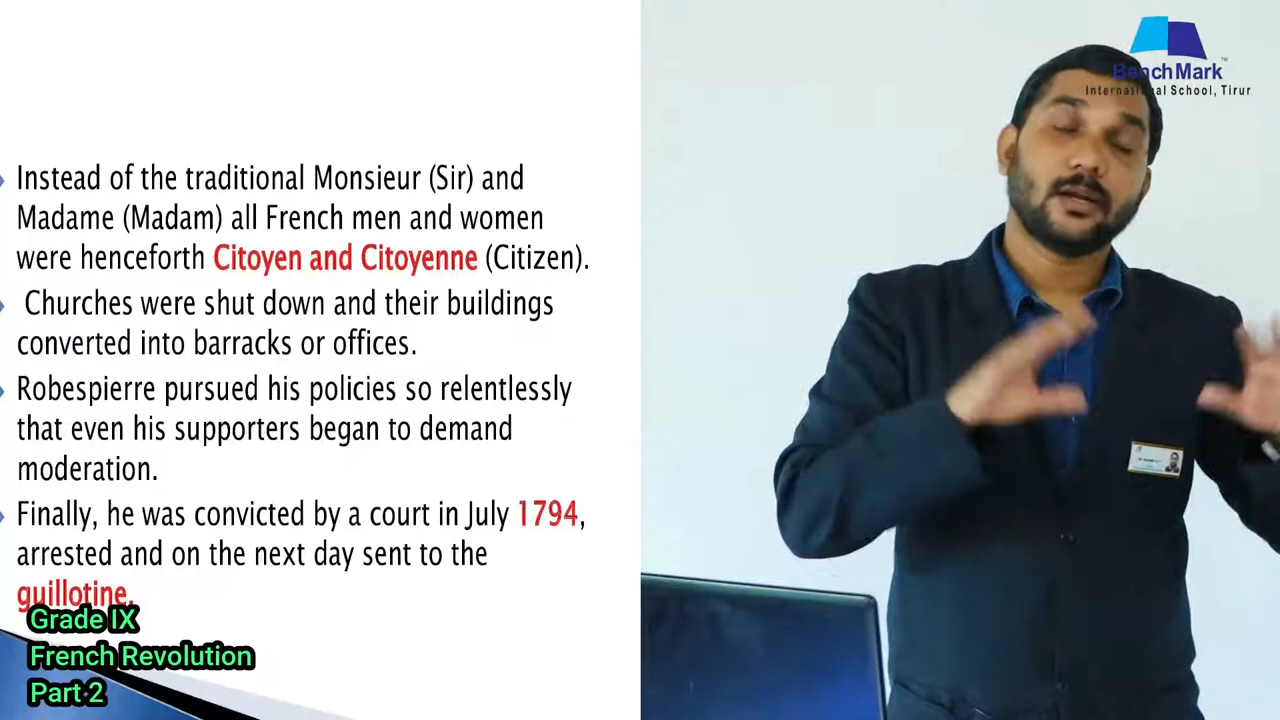 Instead of the traditional Monsieur (Sir) and
Madame (Madam) all French men and women
were henceforth Citoyen and Citoyenne (Citizen).
Churches were shut down and their buildings
converted into barracks or offices.
Robespierre pursued his policies so relentlessly
that even his supporters began to demand
moderation.
Finally, he was convicted by a court in July 1794,
arrested and on the next day sent to the
guillotine.
Grade IX
French Revolution
Part 2
BenchMark™
International School, Tirur